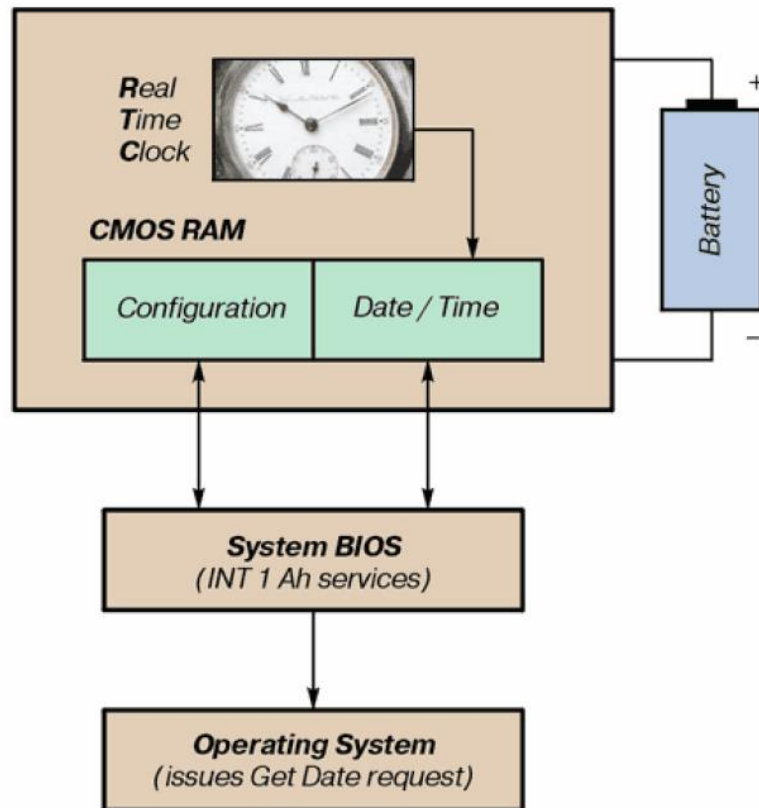 Real
Time
Clock
CMOS RAM
Configuration
Date / Time
+
Battery
–
System BIOS
(INT 1 Ah services)
Operating System
(issues Get Date request)